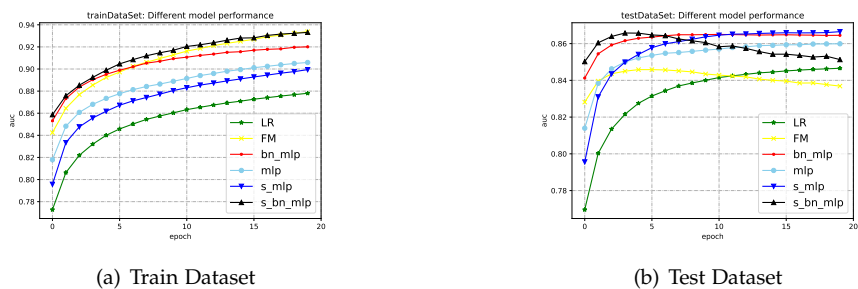 trainDataSet: Different model performance
0.94
0.92
0.90
0.88
0.86
0.84
0.82
0.80
0.78
auc
0
5
10
15
20
epoch
LR
FM
bn_mlp
mlp
s_mlp
s_bn_mlp
(a) Train Dataset
testDataSet: Different model performance
0.86
0.84
0.82
0.80
0.78
auc
0
5
10
15
20
epoch
LR
FM
bn_mlp
mlp
s_mlp
s_bn_mlp
(b) Test Dataset